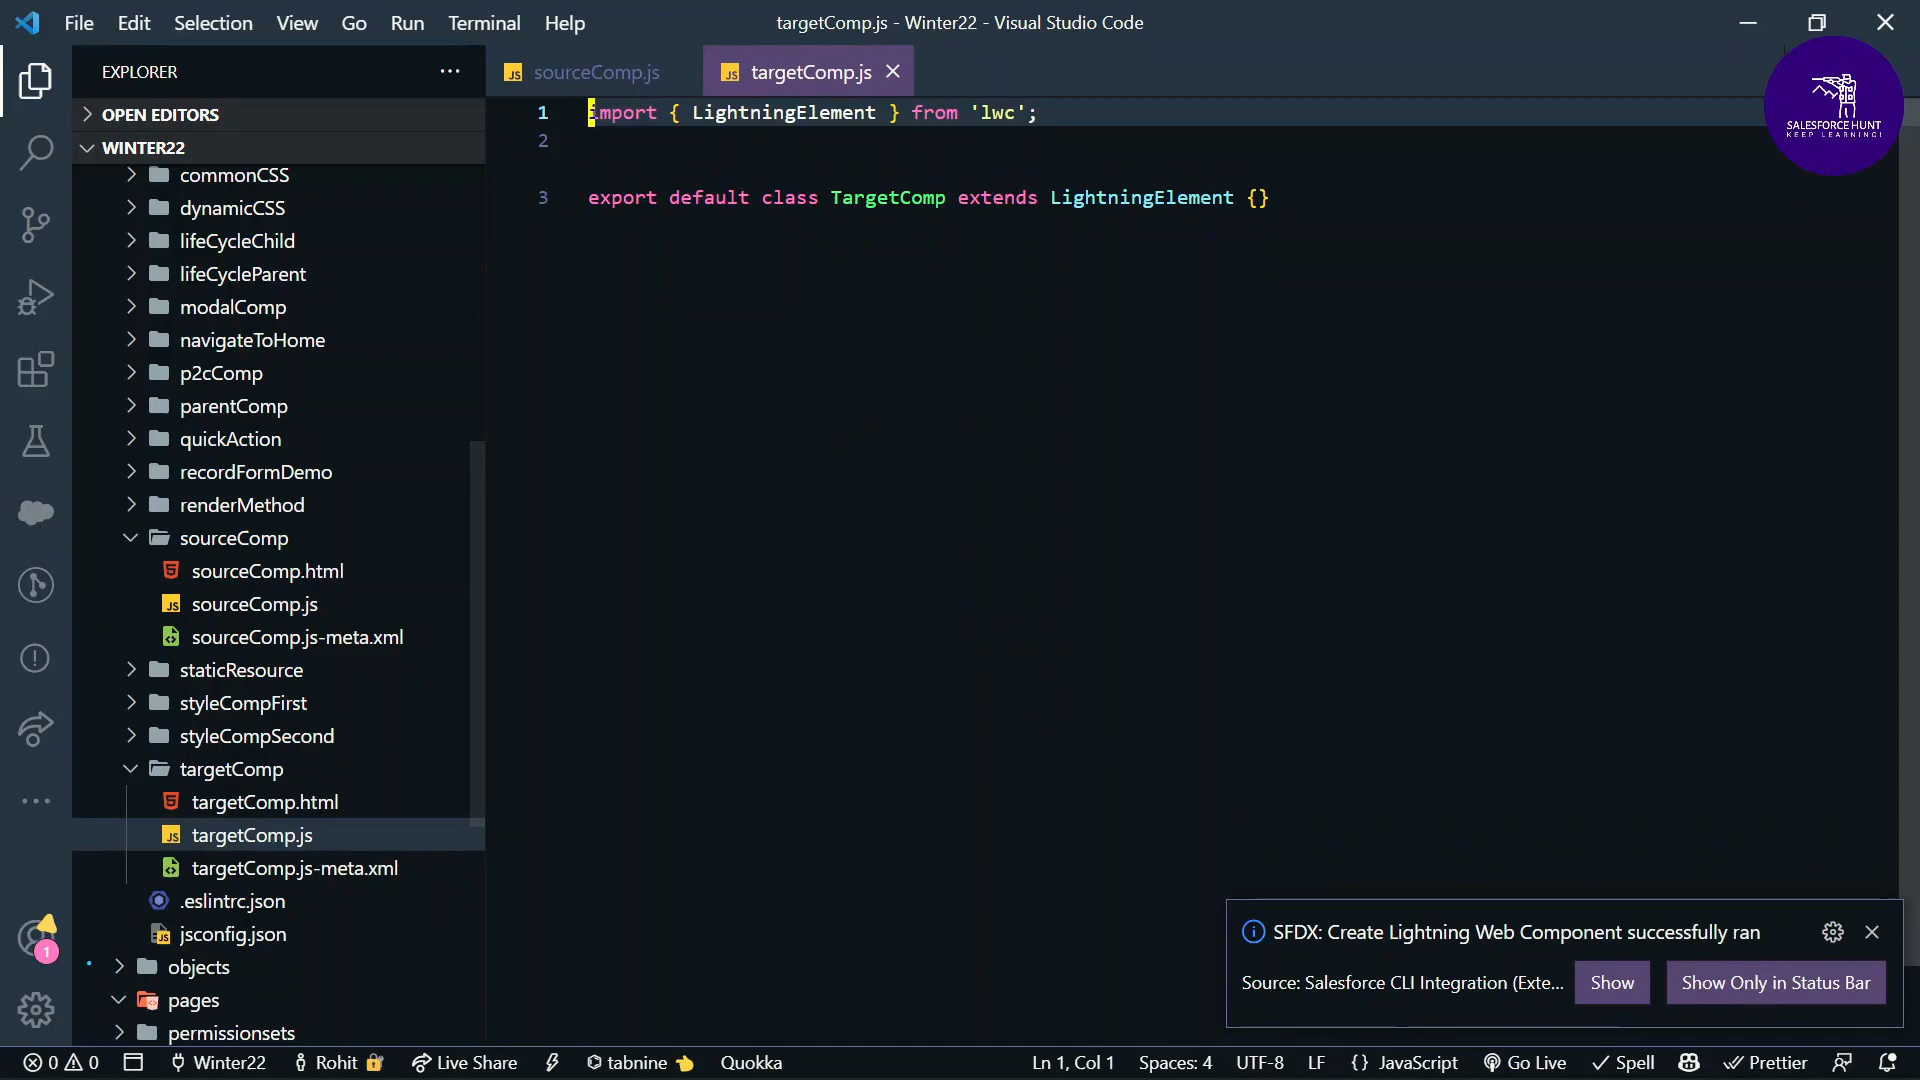 File Edit Selection View Go Run Terminal Help
targetComp.js - Winter22 - Visual Studio Code
EXPLORER
sourceComp.js
targetComp.js
OPEN EDITORS
WINTER22
commonCSS
dynamicCSS
lifeCycleChild
lifeCycleParent
modalComp
navigateToHome
p2cComp
parentComp
quickAction
recordFormDemo
renderMethod
sourceComp
sourceComp.html
sourceComp.js
sourceComp.js-meta.xml
staticResource
styleCompFirst
styleCompSecond
targetComp
targetComp.html
targetComp.js
targetComp.js-meta.xml
.eslintrc.json
jsconfig.json
objects
pages
permissionsets
1 import { LightningElement } from 'lwc';
2
3 export default class TargetComp extends LightningElement {}
SALESFORCE HUNT
KEEP LEARNING!
SFDX: Create Lightning Web Component successfully ran
Source: Salesforce CLI Integration (Exte...
Show
Show Only in Status Bar
1
0 0 Winter22 Rohit Live Share tabnine Quokka
Ln 1, Col 1 Spaces: 4 UTF-8 LF {} JavaScript Go Live Spell Prettier